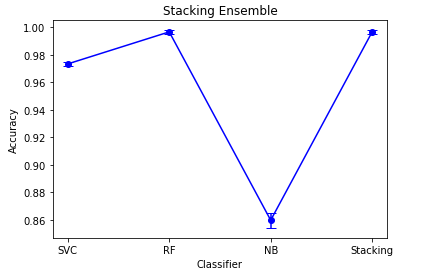 Stacking Ensemble
1.00
0.98
0.96
0.94
0.92
0.90
0.88
0.86
Accuracy
SVC RF NB Stacking
Classifier